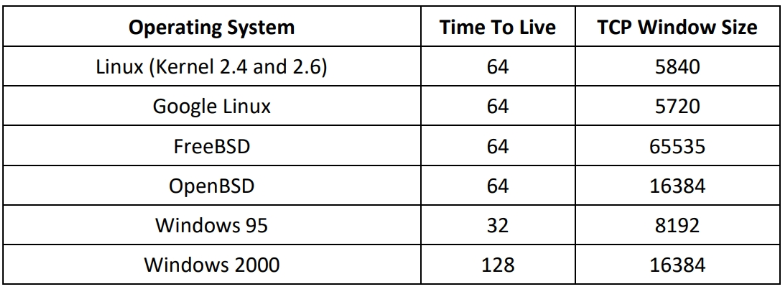 Operating System Time To Live TCP Window Size
Linux (Kernel 2.4 and 2.6) 64 5840
Google Linux 64 5720
FreeBSD 64 65535
OpenBSD 64 16384
Windows 95 32 8192
Windows 2000 128 16384